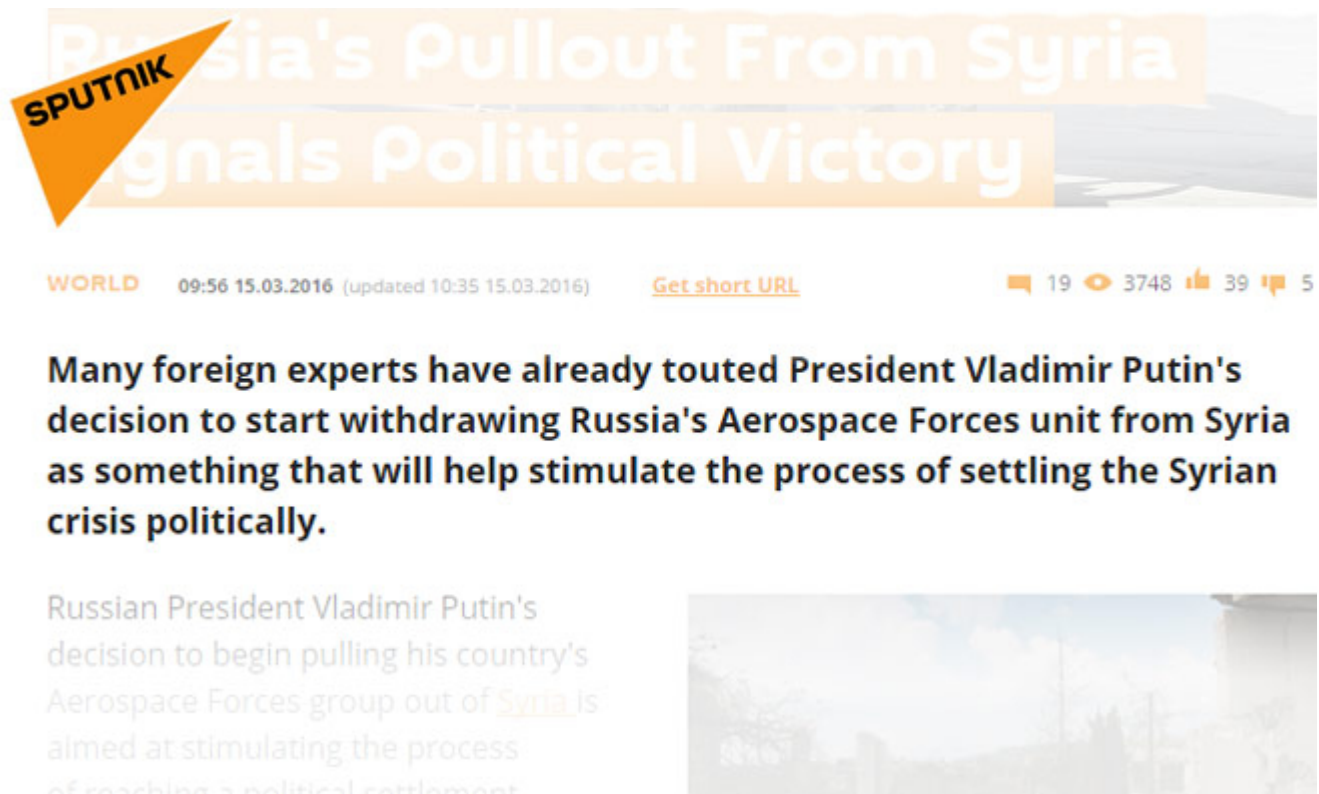 Russia's Pullout From Syria
SPUTNIK
Signals Political Victory
WORLD 09:56 15.03.2016 (updated 10:35 15.03.2016) Get short URL 19 3748 39 5
Many foreign experts have already touted President Vladimir Putin's
decision to start withdrawing Russia's Aerospace Forces unit from Syria
as something that will help stimulate the process of settling the Syrian
crisis politically.
Russian President Vladimir Putin's
decision to begin pulling his country's
Aerospace Forces group out of Syria is
aimed at stimulating the process
of reaching a political settlement